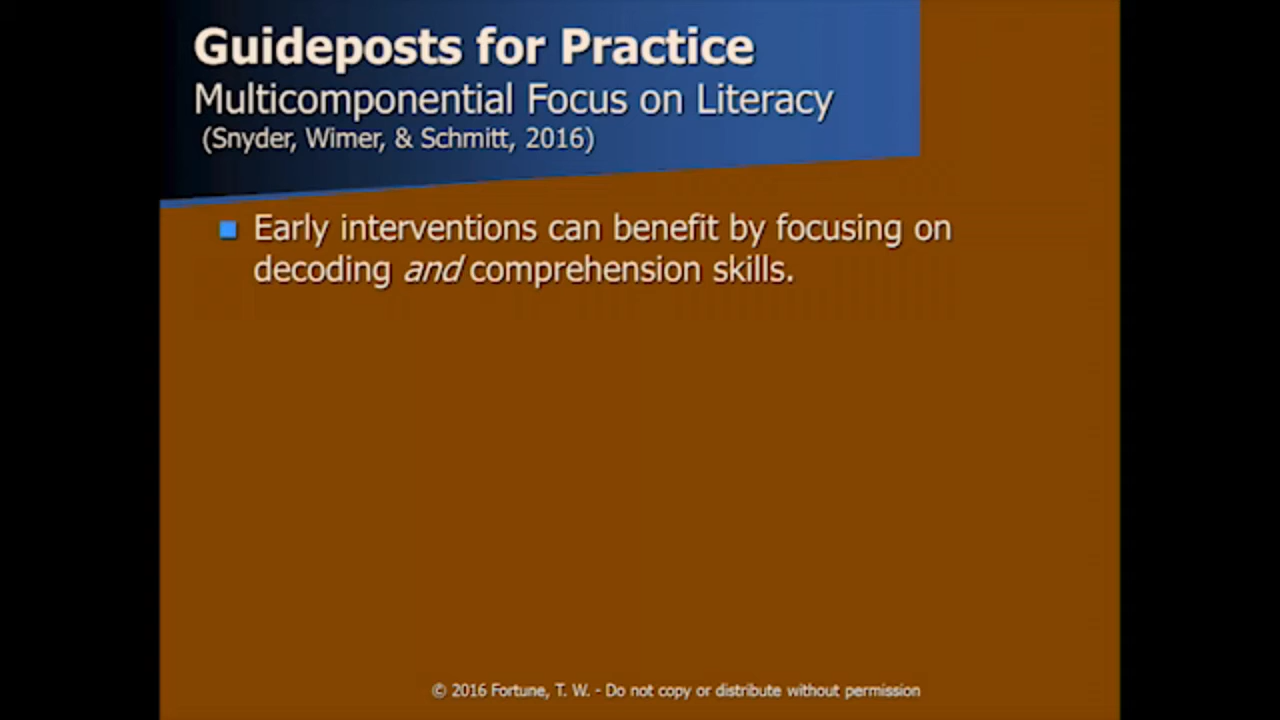 Guideposts for Practice
Multicomponential Focus on Literacy
(Snyder, Wimer, & Schmitt, 2016)
Early interventions can benefit by focusing on
decoding and comprehension skills.
© 2016 Fortune, T. W. - Do not copy or distribute without permission